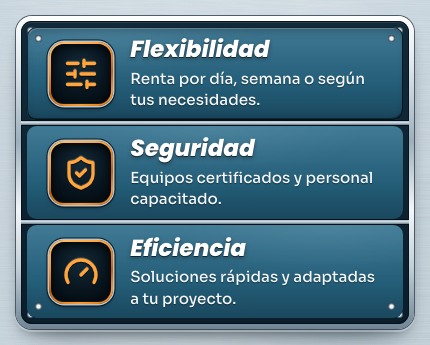 Flexibilidad
Renta por día, semana o según
tus necesidades.
Seguridad
Equipos certificados y personal
capacitado.
Eficiencia
Soluciones rápidas y adaptadas
a tu proyecto.